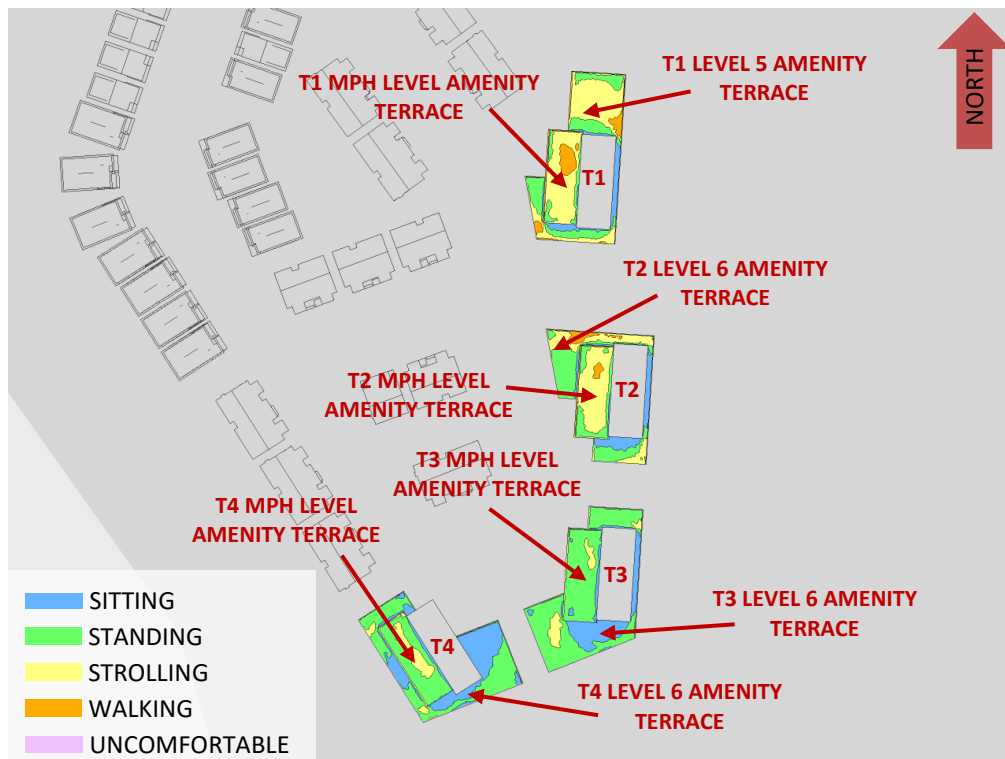 T1 MPH LEVEL AMENITY
TERRACE
T1 LEVEL 5 AMENITY
TERRACE
NORTH
T1
T2 LEVEL 6 AMENITY
TERRACE
T2 MPH LEVEL
AMENITY TERRACE
T2
T3 MPH LEVEL
AMENITY TERRACE
T4 MPH LEVEL
AMENITY TERRACE
T3
T3 LEVEL 6 AMENITY
TERRACE
T4
T4 LEVEL 6 AMENITY
TERRACE
SITTING
STANDING
STROLLING
WALKING
UNCOMFORTABLE